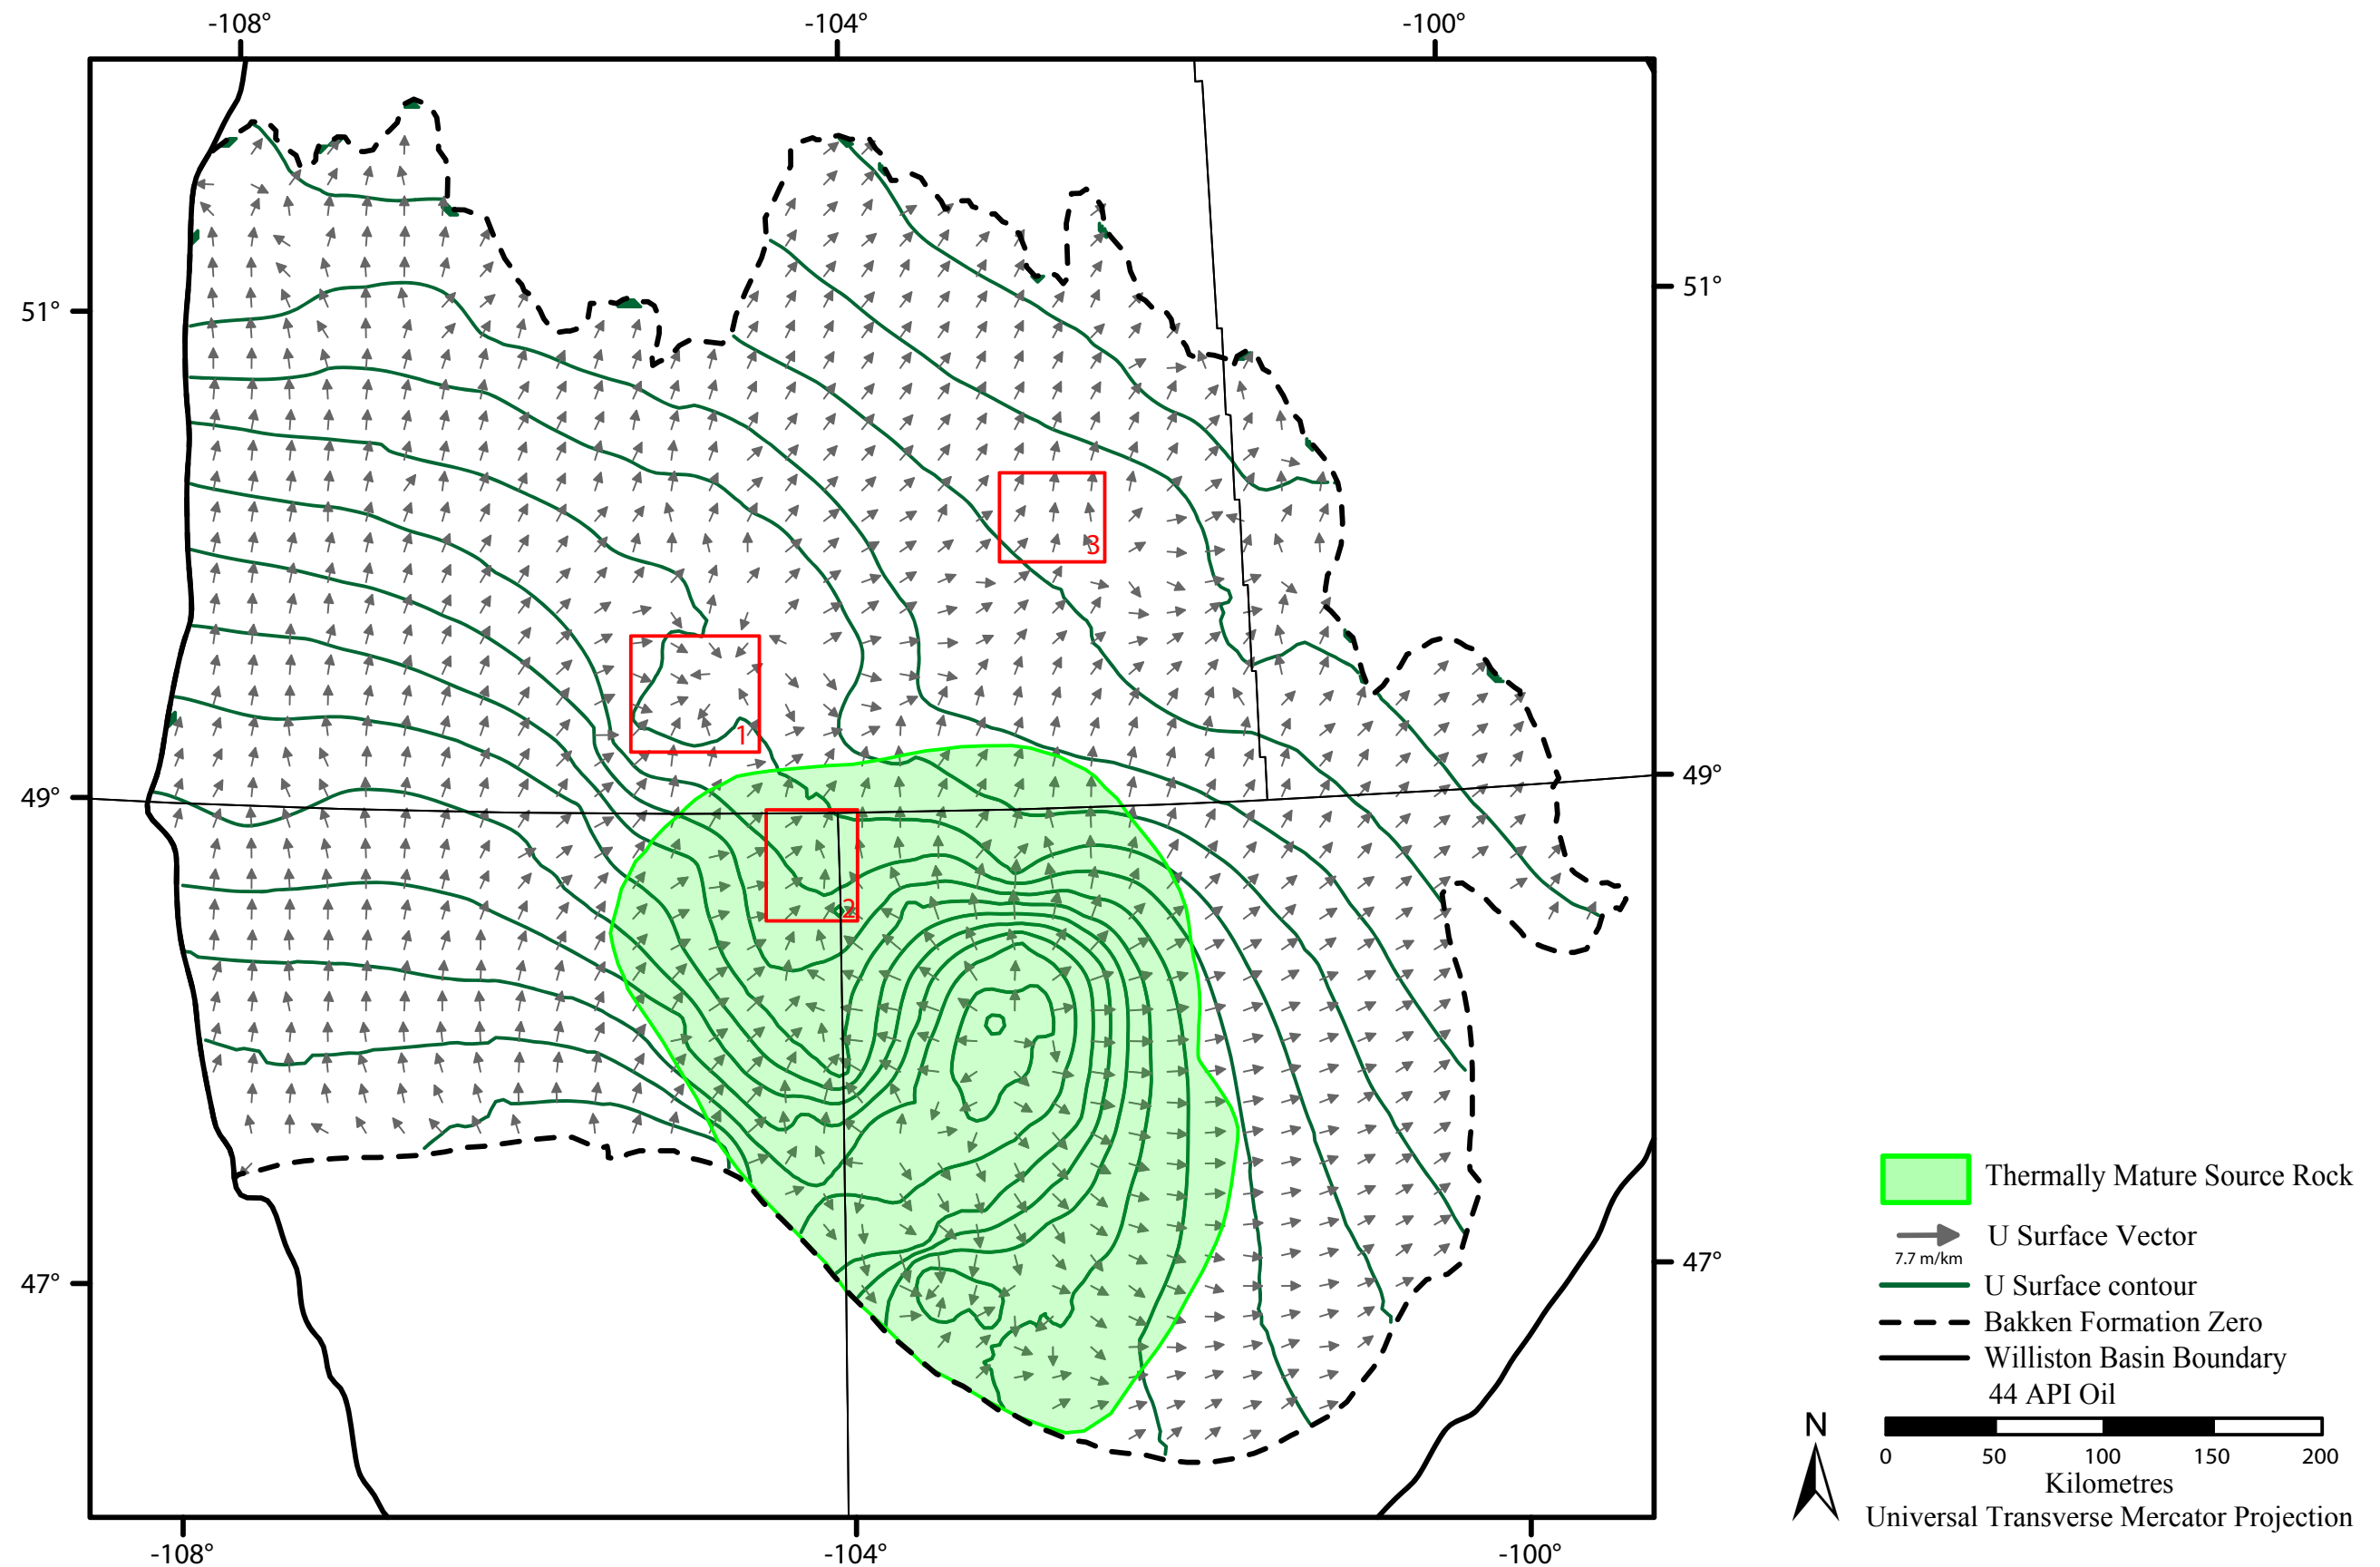 -108°
-104°
-100°
51°
51°
3
1
49°
49°
2
47°
47°
-108°
-104°
-100°
Thermally Mature Source Rock
U Surface Vector
7.7 m/km
U Surface contour
Bakken Formation Zero
Williston Basin Boundary
44 API Oil
N
0 50 100 150 200
Kilometres
Universal Transverse Mercator Projection